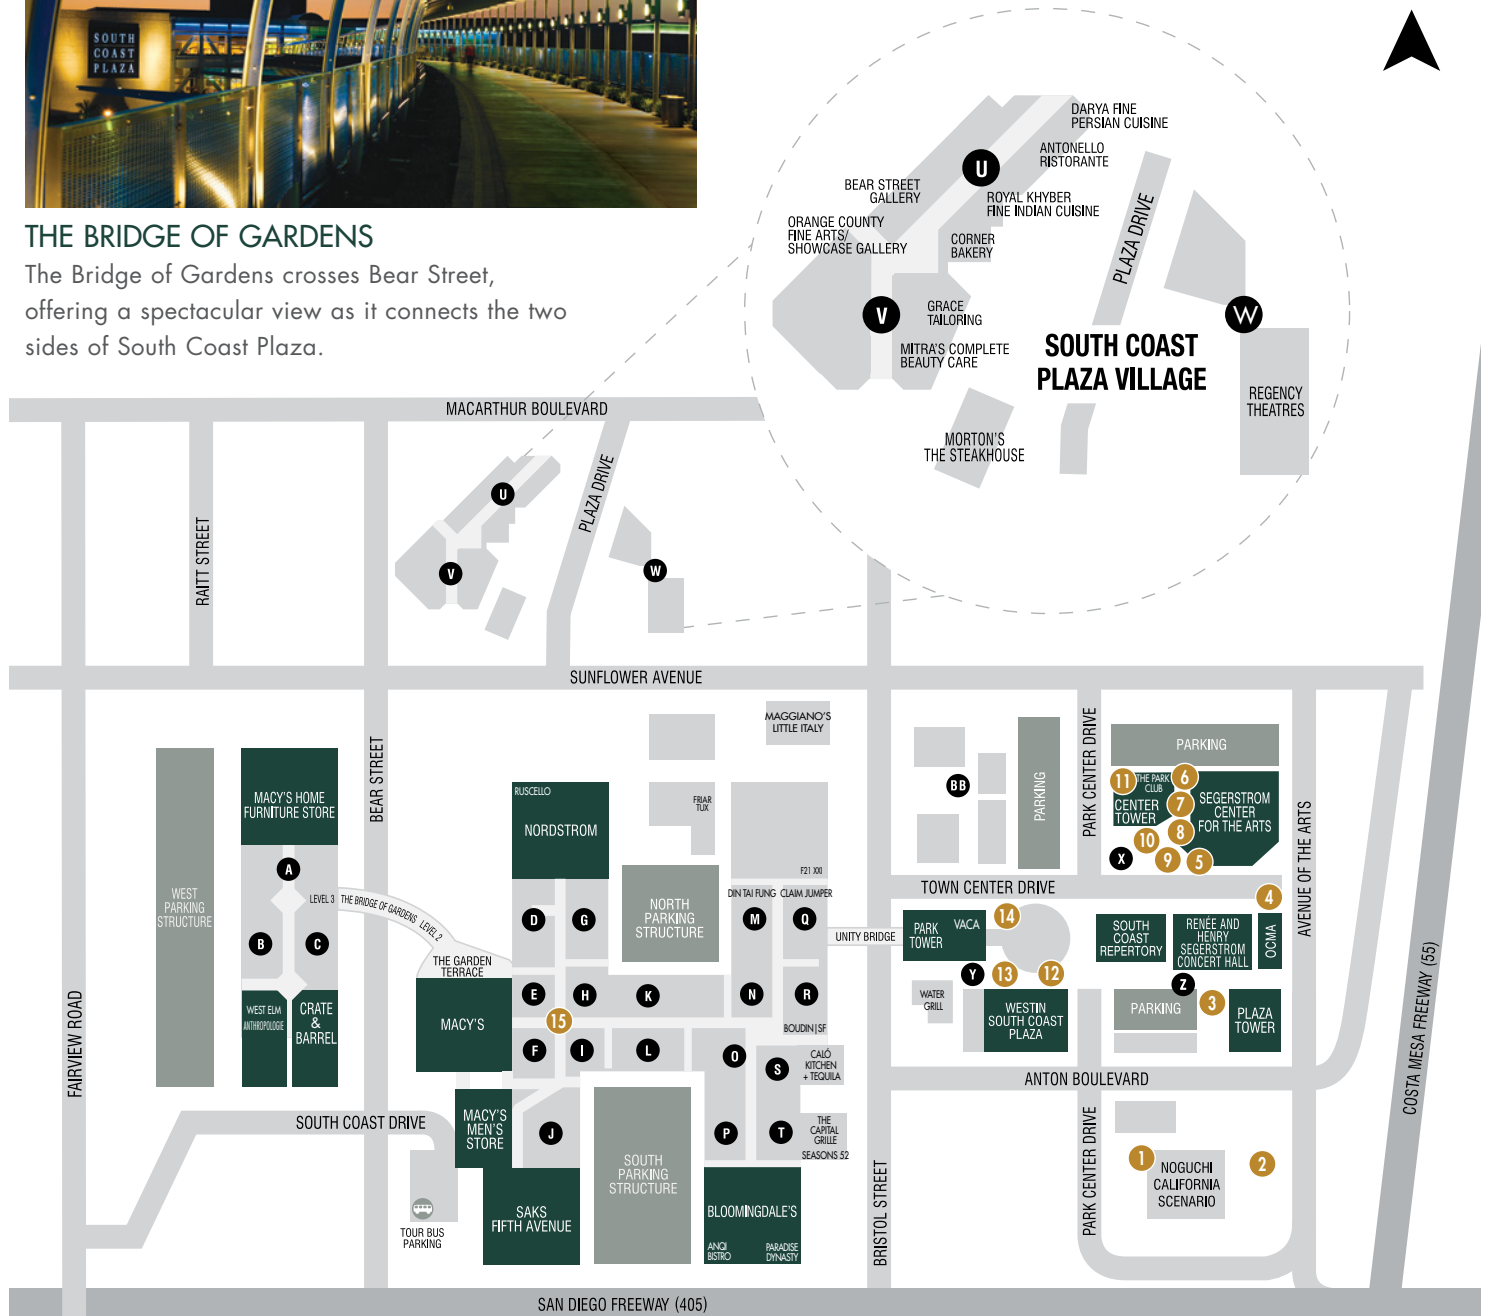 SOUTH
COAST
PLAZA
THE BRIDGE OF GARDENS
The Bridge of Gardens crosses Bear Street,
offering a spectacular view as it connects the two
sides of South Coast Plaza.
DARYA FINE
PERSIAN CUISINE
ANTONELLO
RISTORANTE
U
BEAR STREET
GALLERY
ROYAL KHYBER
FINE INDIAN CUISINE
ORANGE COUNTY
FINE ARTS/
SHOWCASE GALLERY
CORNER
BAKERY
PLAZA DRIVE
V
GRACE
TAILORING
W
MITRA'S COMPLETE
BEAUTY CARE
SOUTH COAST
PLAZA VILLAGE
REGENCY
THEATRES
MORTON'S
THE STEAKHOUSE
MACARTHUR BOULEVARD
RAITT STREET
U
V
PLAZA DRIVE
W
SUNFLOWER AVENUE
FAIRVIEW ROAD
BEAR STREET
WEST
PARKING
STRUCTURE
MACY'S HOME
FURNITURE STORE
A
B
C
LEVEL 3
THE BRIDGE OF GARDENS
LEVEL 2
THE GARDEN
TERRACE
WEST ELM
ANTHROPOLOGIE
CRATE
&
BARREL
SOUTH COAST DRIVE
TOUR BUS
PARKING
MACY'S
MACY'S
MEN'S
STORE
SAKS
FIFTH AVENUE
RUSCELLO
NORDSTROM
D
G
E
H
15
F
I
J
K
L
MAGGIANO'S
LITTLE ITALY
FRIAR
TUX
NORTH
PARKING
STRUCTURE
F21 XXI
DIN TAI FUNG
CLAIM JUMPER
M
Q
N
R
BOUDIN|SF
O
S
CALÓ
KITCHEN
+ TEQUILA
P
T
THE
CAPITAL
GRILLE
SEASONS 52
SOUTH
PARKING
STRUCTURE
BLOOMINGDALE'S
ANQI
BISTRO
PARADISE
DYNASTY
UNITY BRIDGE
BRISTOL STREET
BB
PARKING
PARK CENTER DRIVE
PARKING
11
THE PARK
CLUB
6
CENTER
TOWER
7
SEGERSTROM
CENTER
FOR THE ARTS
8
10
X
9
5
TOWN CENTER DRIVE
4
AVENUE OF THE ARTS
PARK
TOWER
VACA
14
SOUTH
COAST
REPERTORY
RENÉE AND
HENRY
SEGERSTROM
CONCERT HALL
OCMA
Y
13
12
Z
WATER
GRILL
WESTIN
SOUTH COAST
PLAZA
PARKING
3
PLAZA
TOWER
ANTON BOULEVARD
PARK CENTER DRIVE
1
2
NOGUCHI
CALIFORNIA
SCENARIO
COSTA MESA FREEWAY (55)
SAN DIEGO FREEWAY (405)